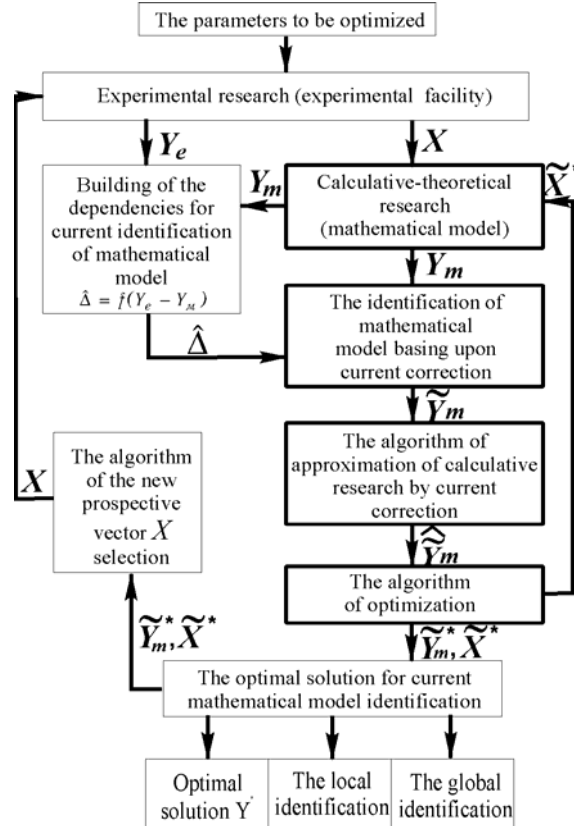 The parameters to be optimized
Experimental research (experimental facility)
Yₑ
X
Building of the
dependencies for
current identification
of mathematical
model
Δ̂ = f̂(Yₑ − Yₘ)
Yₘ
Calculative-theoretical
research
(mathematical model)
X̃*
Yₘ
Δ̂
The identification of
mathematical
model basing upon
current correction
Ỹₘ
The algorithm of
approximation of calculative
research by current
correction
X
The algorithm
of the new
prospective
vector X
selection
Ỹ̂ₘ
The algorithm
of optimization
Ỹₘ*, X̃*
Ỹₘ*, X̃*
The optimal solution for current
mathematical model identification
Optimal
solution Y*
The local
identification
The global
identification